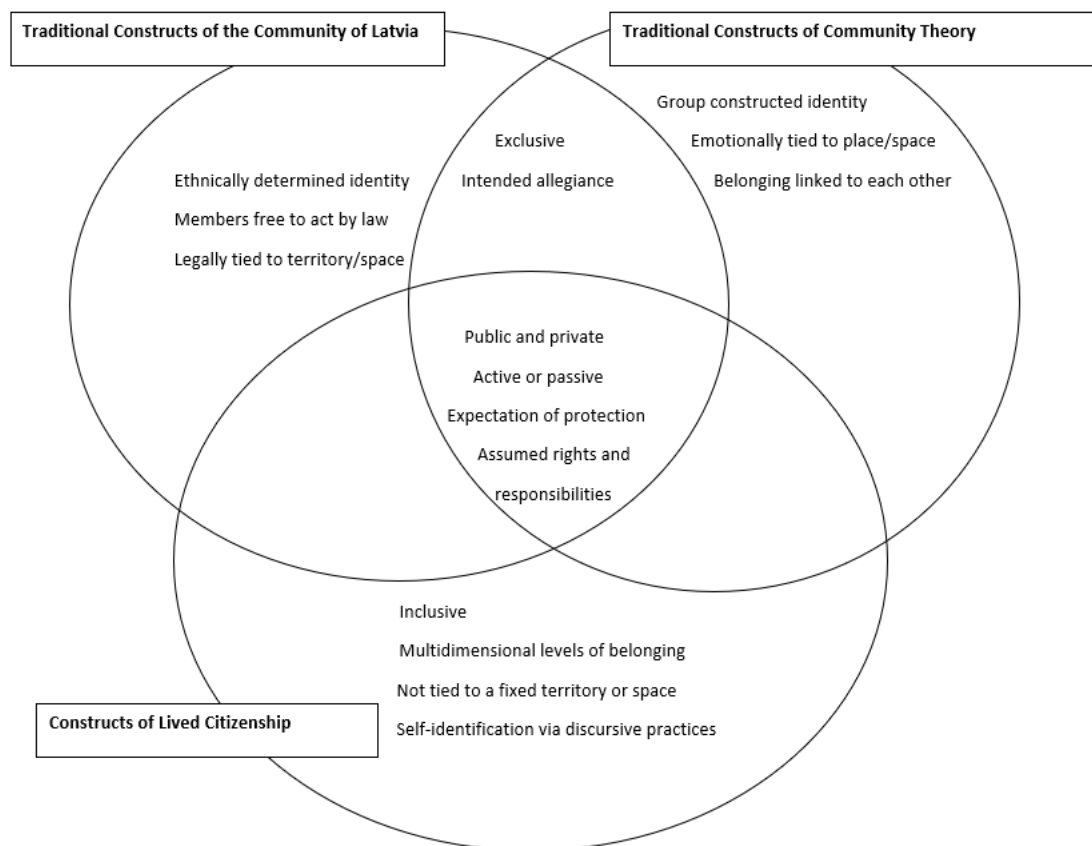 Traditional Constructs of the Community of Latvia
Traditional Constructs of Community Theory
Group constructed identity
Emotionally tied to place/space
Belonging linked to each other
Exclusive
Intended allegiance
Ethnically determined identity
Members free to act by law
Legally tied to territory/space
Public and private
Active or passive
Expectation of protection
Assumed rights and
responsibilities
Inclusive
Multidimensional levels of belonging
Not tied to a fixed territory or space
Self-identification via discursive practices
Constructs of Lived Citizenship